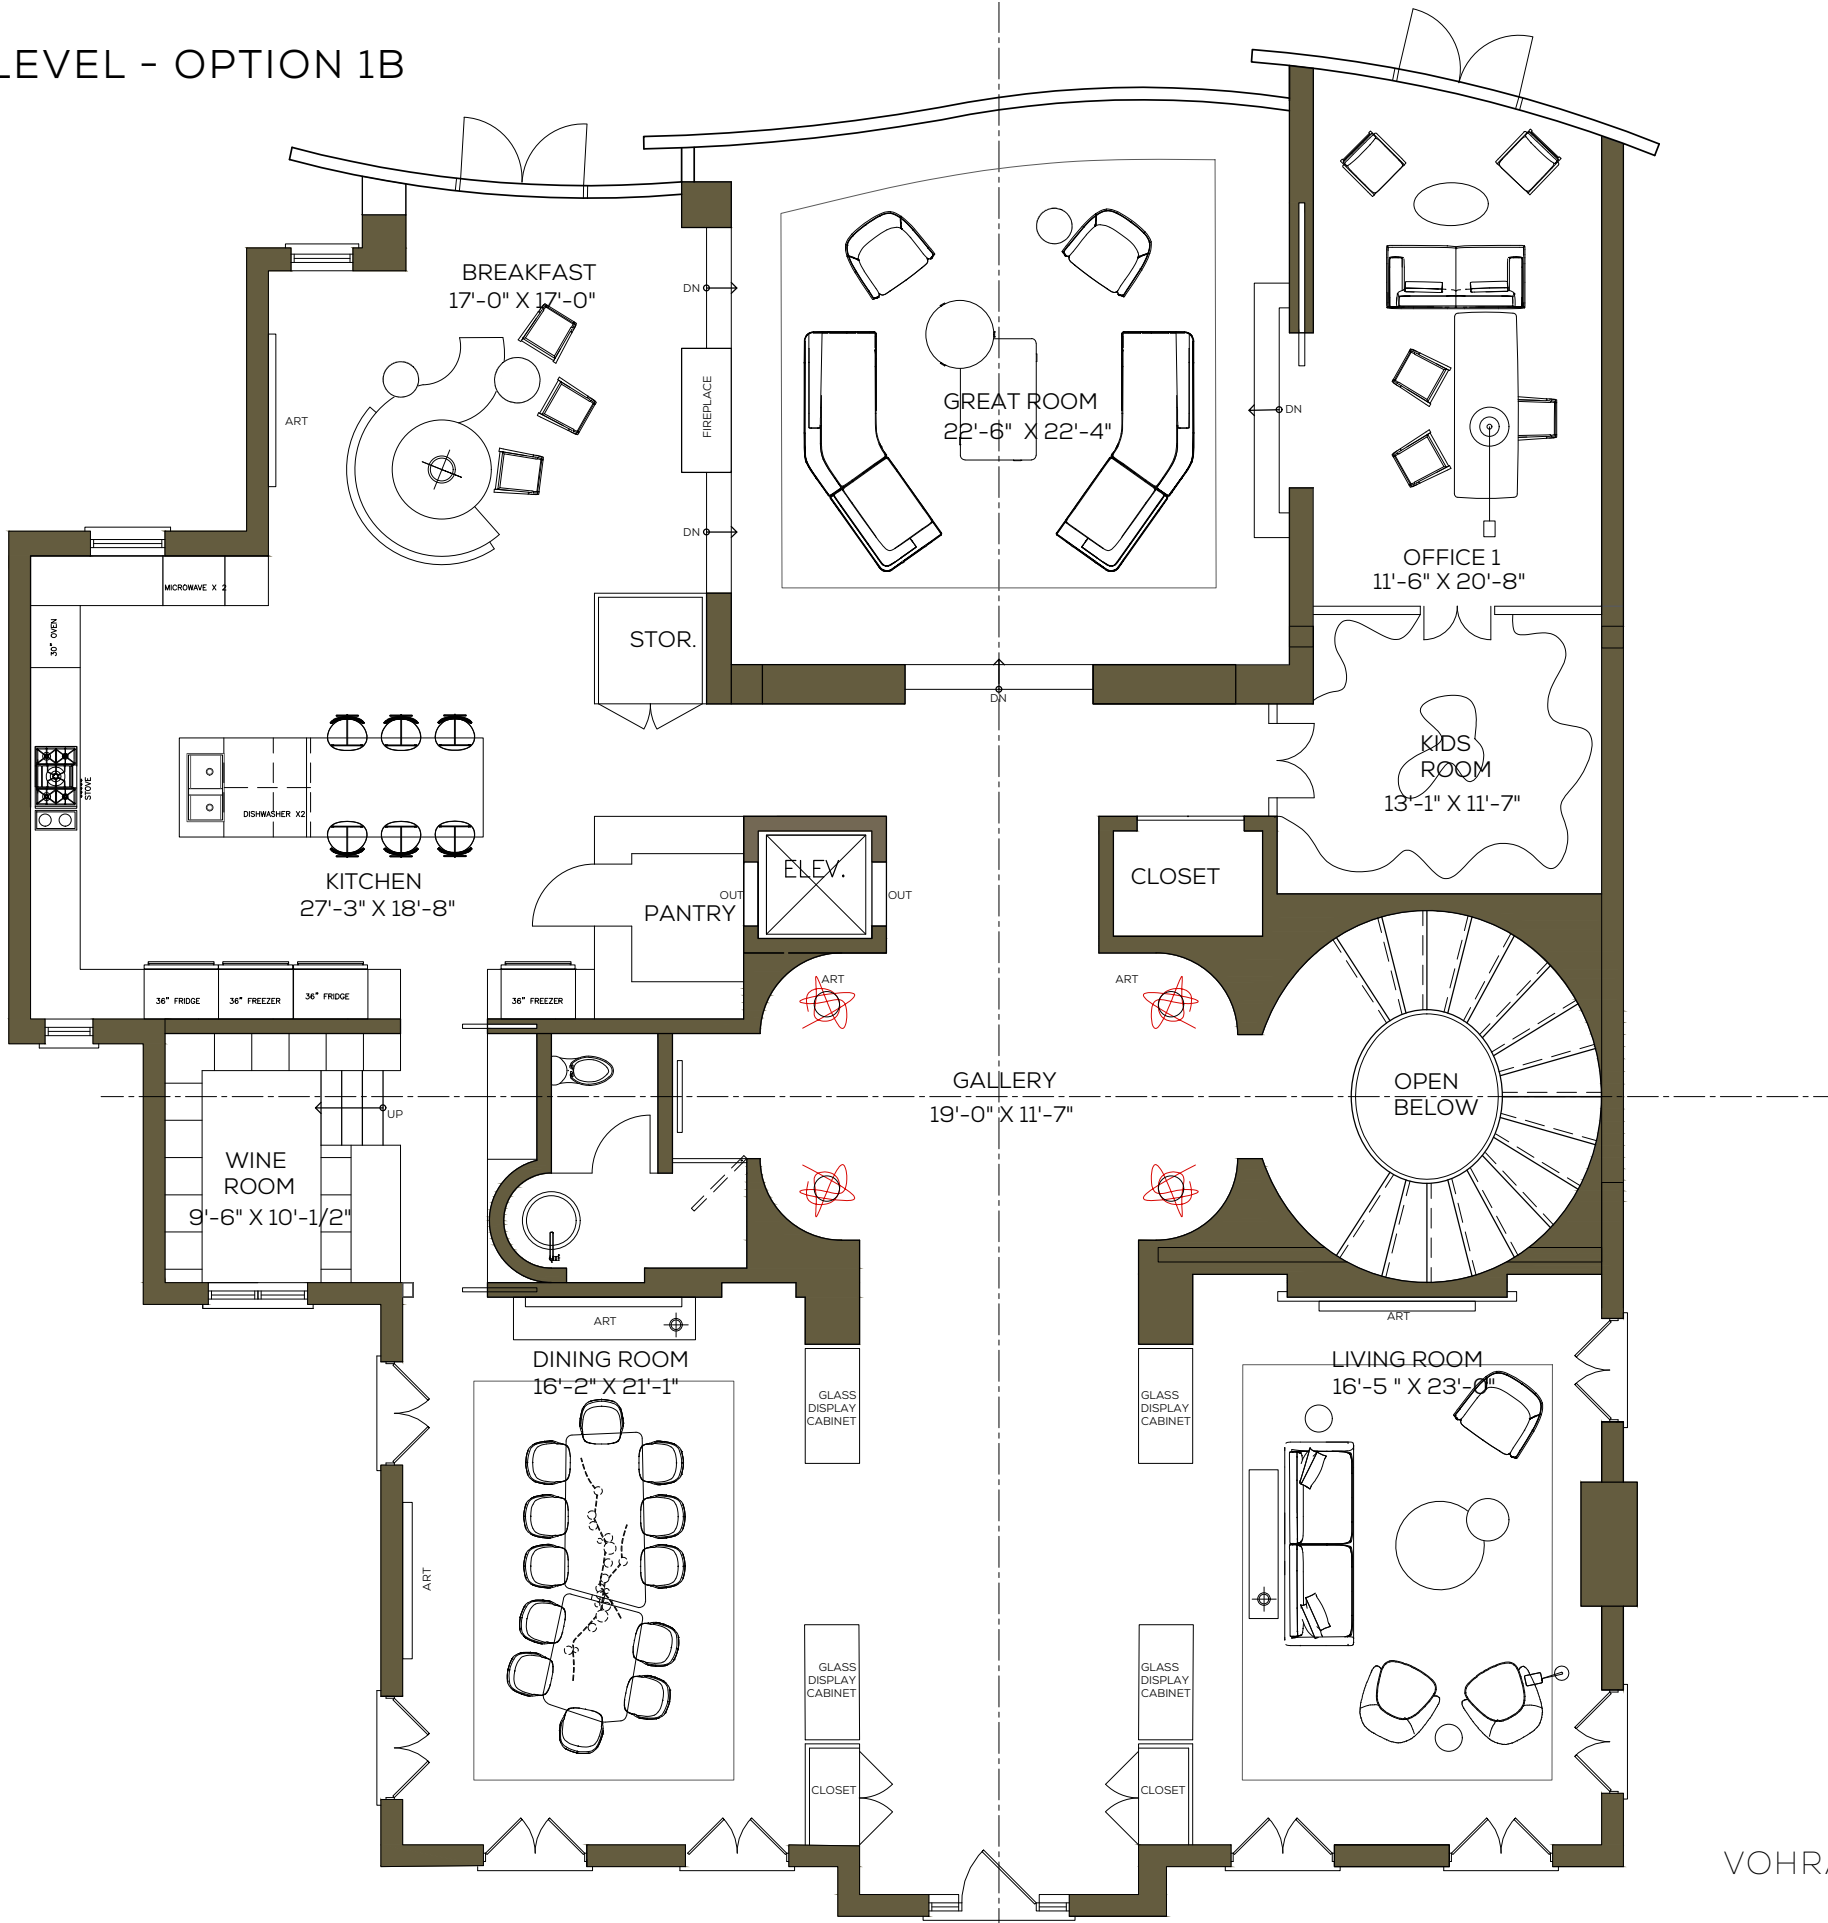 LEVEL - OPTION 1B
BREAKFAST
17'-0" X 17'-0"
DN
ART
FIREPLACE
DN
GREAT ROOM
22'-6" X 22'-4"
DN
OFFICE 1
11'-6" X 20'-8"
MICROWAVE X 2
30" OVEN
STOR.
DN
KIDS
ROOM
13'-1" X 11'-7"
STOVE
DISHWASHER X2
KITCHEN
27'-3" X 18'-8"
ELEV.
OUT
OUT
PANTRY
CLOSET
36" FRIDGE
36" FREEZER
36" FRIDGE
36" FREEZER
ART
ART
GALLERY
19'-0" X 11'-7"
OPEN
BELOW
UP
WINE
ROOM
9'-6" X 10'-1/2"
ART
ART
DINING ROOM
16'-2" X 21'-1"
LIVING ROOM
16'-5 " X 23'-0"
GLASS
DISPLAY
CABINET
GLASS
DISPLAY
CABINET
ART
GLASS
DISPLAY
CABINET
GLASS
DISPLAY
CABINET
CLOSET
CLOSET
VOHRA